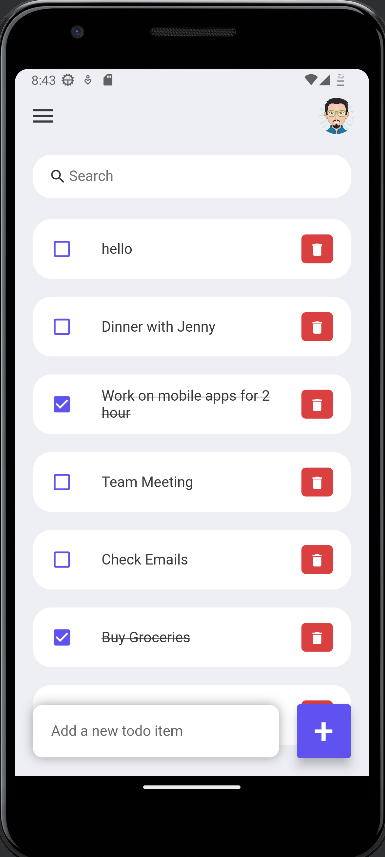 8:43
Search
hello
Dinner with Jenny
Work on mobile apps for 2
hour
Team Meeting
Check Emails
Buy Groceries
Add a new todo item